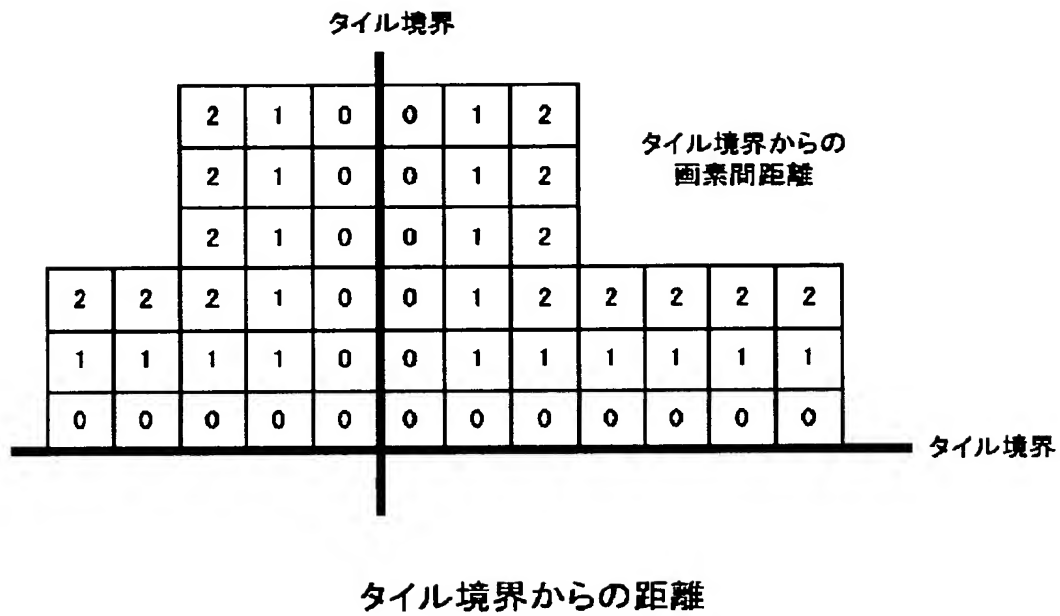 タイル境界
2 1 0 0 1 2
2 1 0 0 1 2
タイル境界からの
画素間距離
2 1 0 0 1 2
2 2 2 1 0 0 1 2 2 2 2 2
1 1 1 1 0 0 1 1 1 1 1 1
0 0 0 0 0 0 0 0 0 0 0 0
タイル境界
タイル境界からの距離